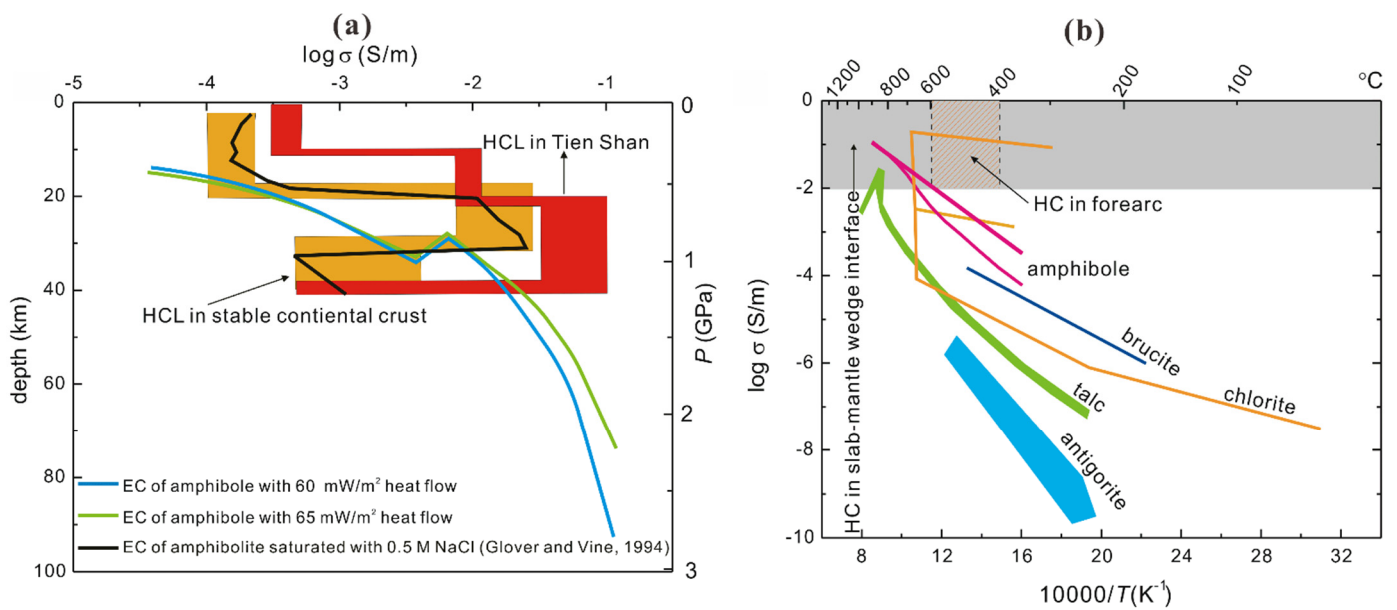 (a)
log σ (S/m)
-5 -4 -3 -2 -1
0
20
40
60
80
100
depth (km)
0
1
2
3
P (GPa)
HCL in Tien Shan
HCL in stable contiental crust
EC of amphibole with 60 mW/m² heat flow
EC of amphibole with 65 mW/m² heat flow
EC of amphibolite saturated with 0.5 M NaCl (Glover and Vine, 1994)
(b)
1200 800 600 400 200 100 °C
0
-2
-4
-6
-8
-10
log σ (S/m)
HC in slab-mantle wedge interface
HC in forearc
amphibole
brucite
chlorite
talc
antigorite
8 12 16 20 24 28 32
10000/T(K⁻¹)